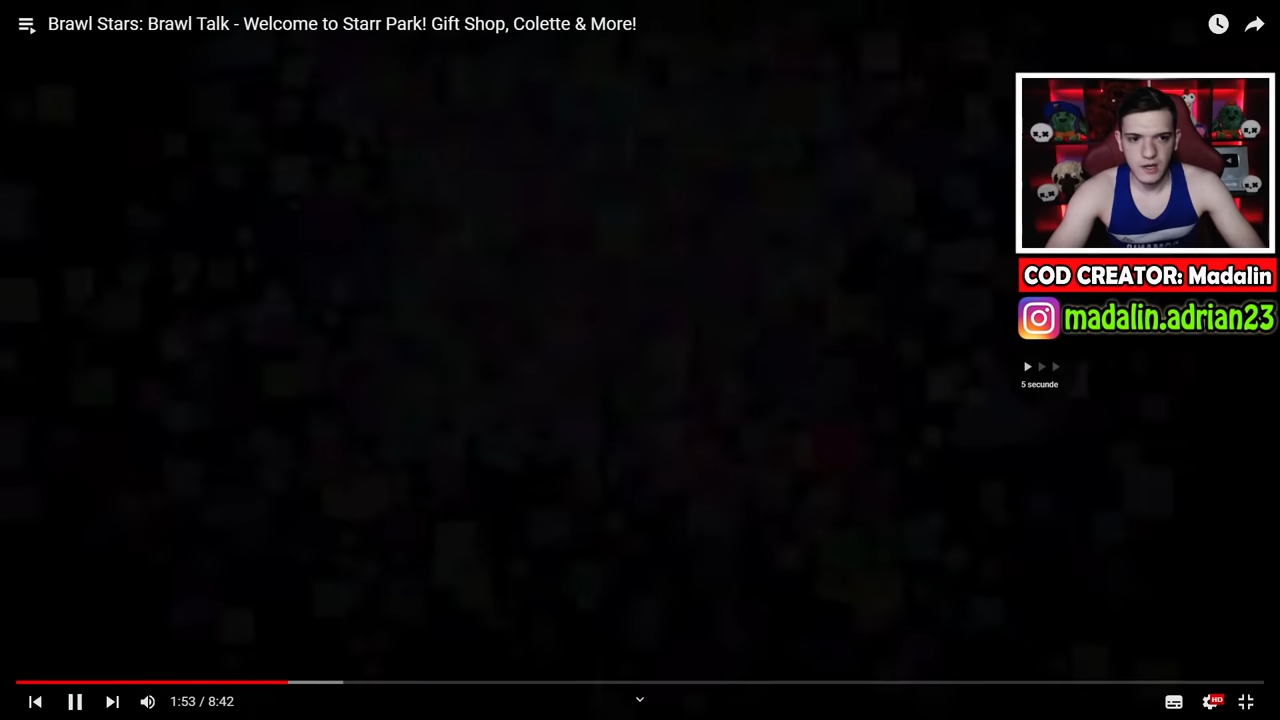 Brawl Stars: Brawl Talk - Welcome to Starr Park! Gift Shop, Colette & More!
COD CREATOR: Madalin
madalin.adrian23
5 secunde
1:53 / 8:42
HD